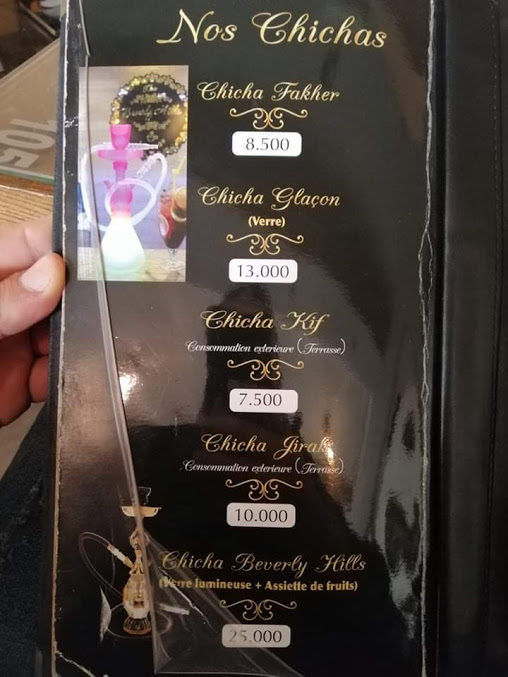 Nos Chichas
Chicha Fakher
8.500
Chicha Glaçon
(Verre)
13.000
Chicha Kif
Consommation exterieure (Terrasse)
7.500
Chicha Jirak
Consommation exterieure (Terrasse)
10.000
Chicha Beverly Hills
(Verre lumineuse + Assiette de fruits)
25.000
105